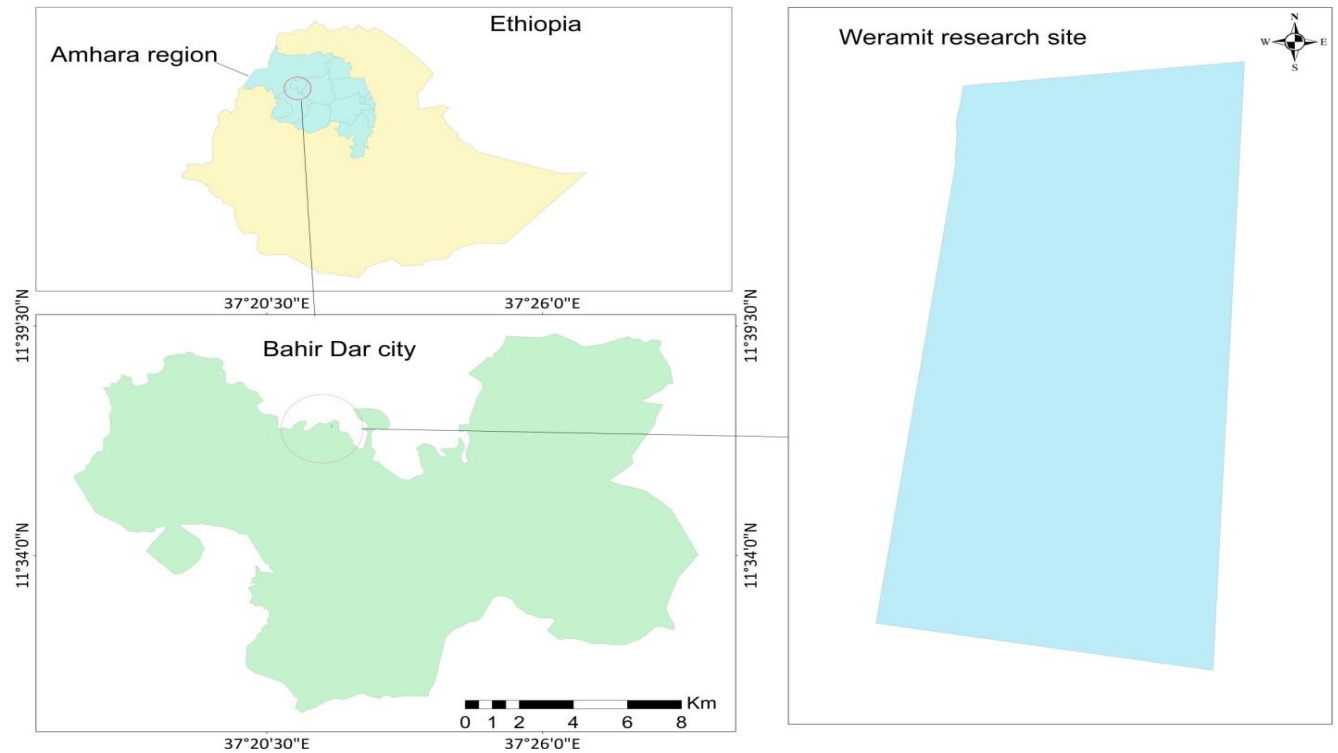 Ethiopia
Amhara region
Weramit research site
N
W E
S
37°20'30"E 37°26'0"E
11°39'30"N 11°39'30"N
Bahir Dar city
11°34'0"N 11°34'0"N
Km
0 1 2 4 6 8
37°20'30"E 37°26'0"E